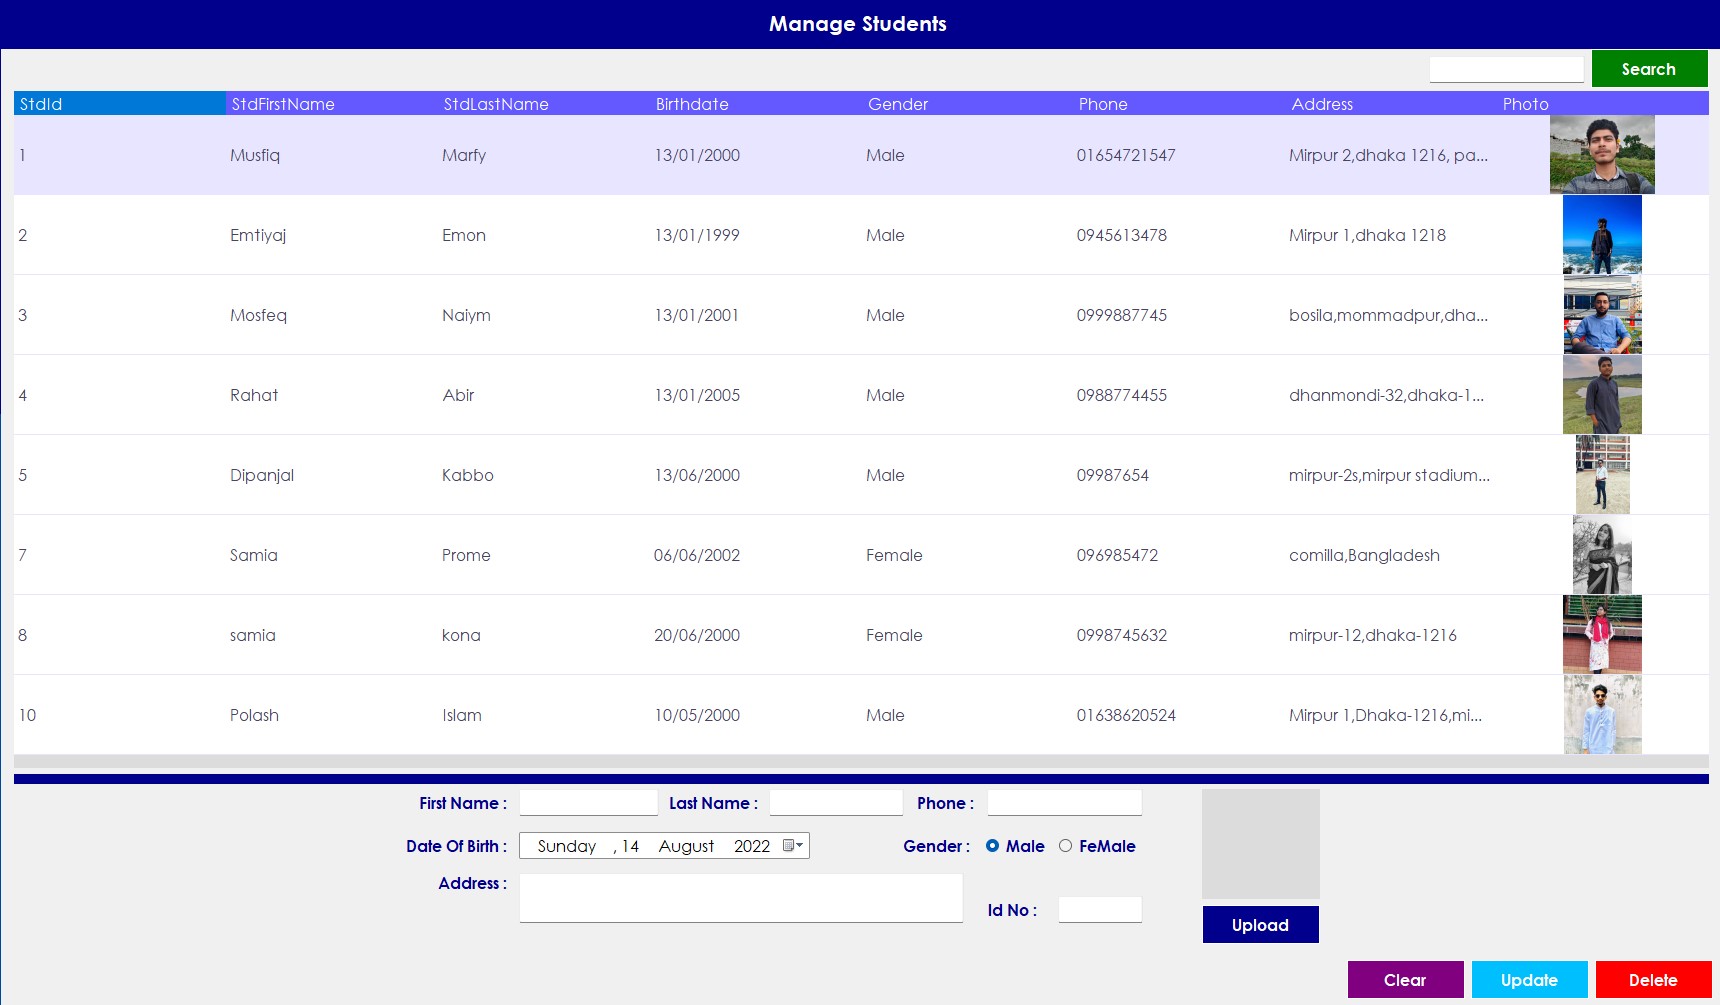 Manage Students
Search
StdId StdFirstName StdLastName Birthdate Gender Phone Address Photo
1 Musfiq Marfy 13/01/2000 Male 01654721547 Mirpur 2,dhaka 1216, pa...
2 Emtiyaj Emon 13/01/1999 Male 0945613478 Mirpur 1,dhaka 1218
3 Mosfeq Naiym 13/01/2001 Male 0999887745 bosila,mommadpur,dha...
4 Rahat Abir 13/01/2005 Male 0988774455 dhanmondi-32,dhaka-1...
5 Dipanjal Kabbo 13/06/2000 Male 09987654 mirpur-2s,mirpur stadium...
7 Samia Prome 06/06/2002 Female 096985472 comilla,Bangladesh
8 samia kona 20/06/2000 Female 0998745632 mirpur-12,dhaka-1216
10 Polash Islam 10/05/2000 Male 01638620524 Mirpur 1,Dhaka-1216,mi...
First Name : Last Name : Phone :
Date Of Birth : Sunday , 14 August 2022 Gender : Male FeMale
Address :
Id No :
Upload
Clear Update Delete